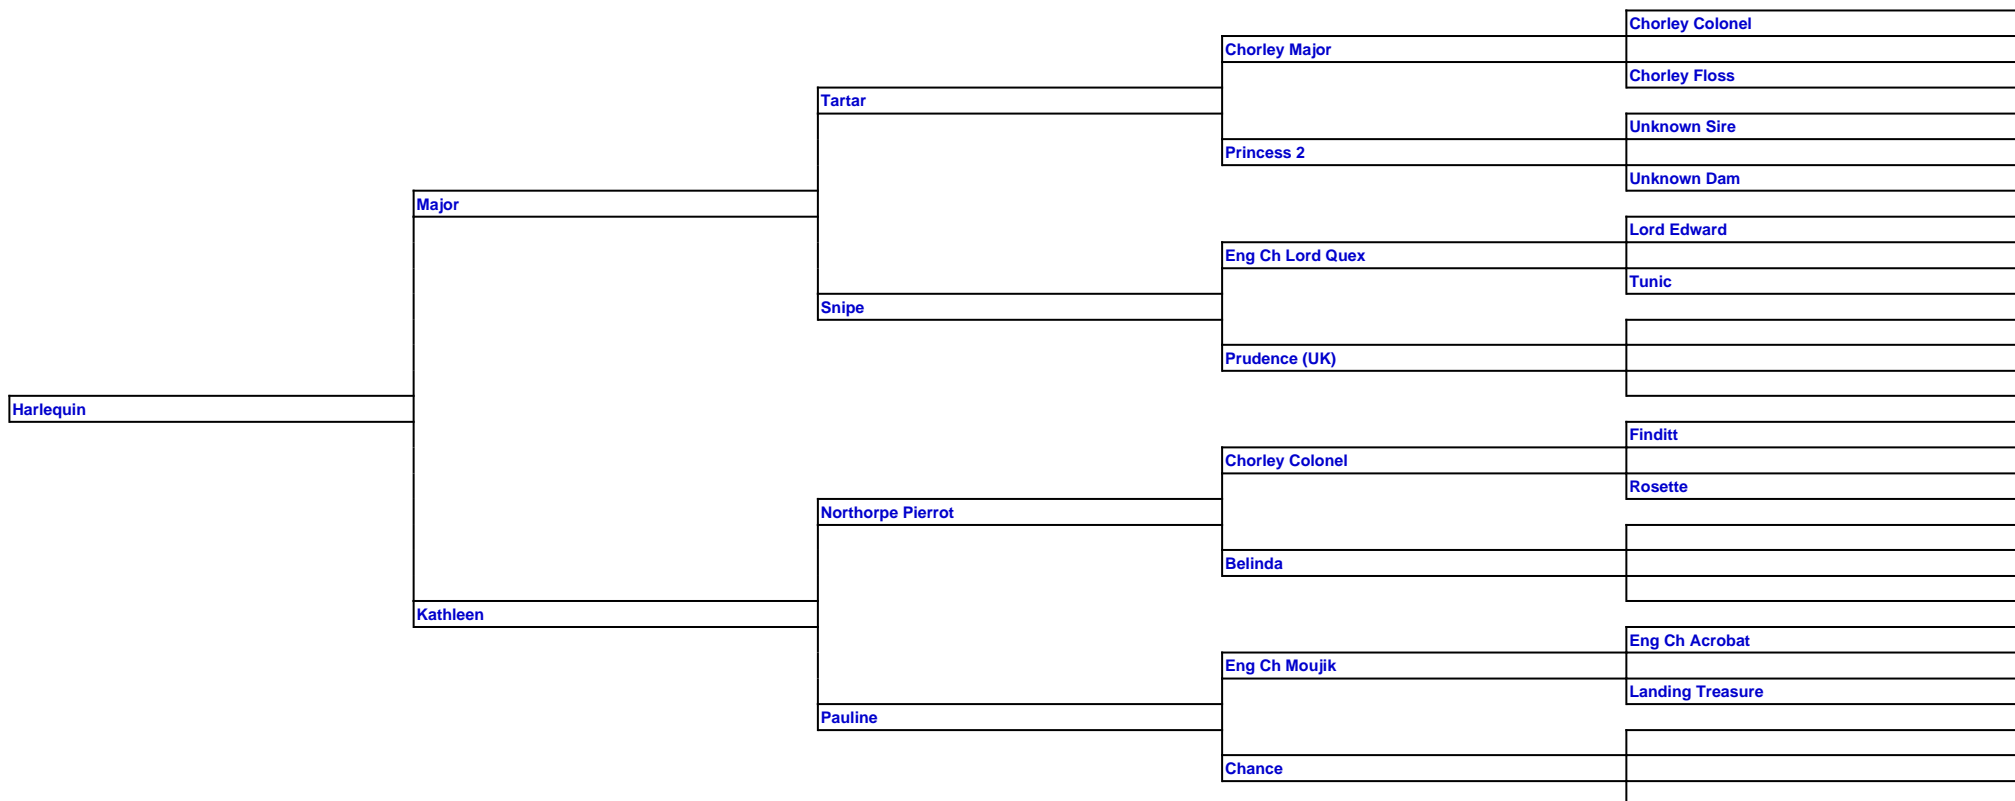 Chorley Colonel
Chorley Major
Chorley Floss
Tartar
Unknown Sire
Princess 2
Unknown Dam
Major
Lord Edward
Eng Ch Lord Quex
Tunic
Snipe
Prudence (UK)
Harlequin
Finditt
Chorley Colonel
Rosette
Northorpe Pierrot
Belinda
Kathleen
Eng Ch Acrobat
Eng Ch Moujik
Landing Treasure
Pauline
Chance